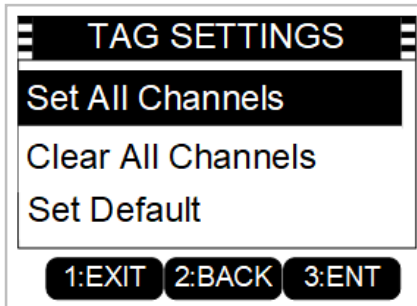 TAG SETTINGS
Set All Channels
Clear All Channels
Set Default
1:EXIT 2:BACK 3:ENT